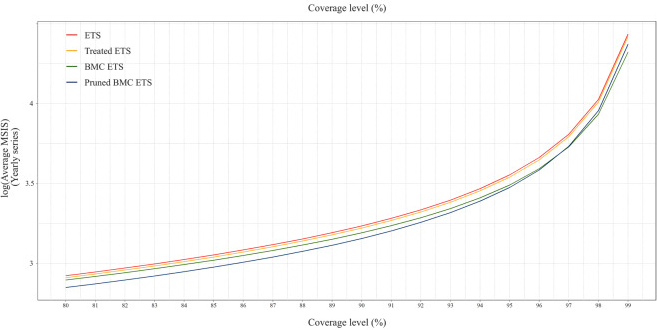 Coverage level (%)
ETS
Treated ETS
BMC ETS
Pruned BMC ETS
log(Average MSIS)
(Yearly series)
4
3.5
3
80 81 82 83 84 85 86 87 88 89 90 91 92 93 94 95 96 97 98 99
Coverage level (%)